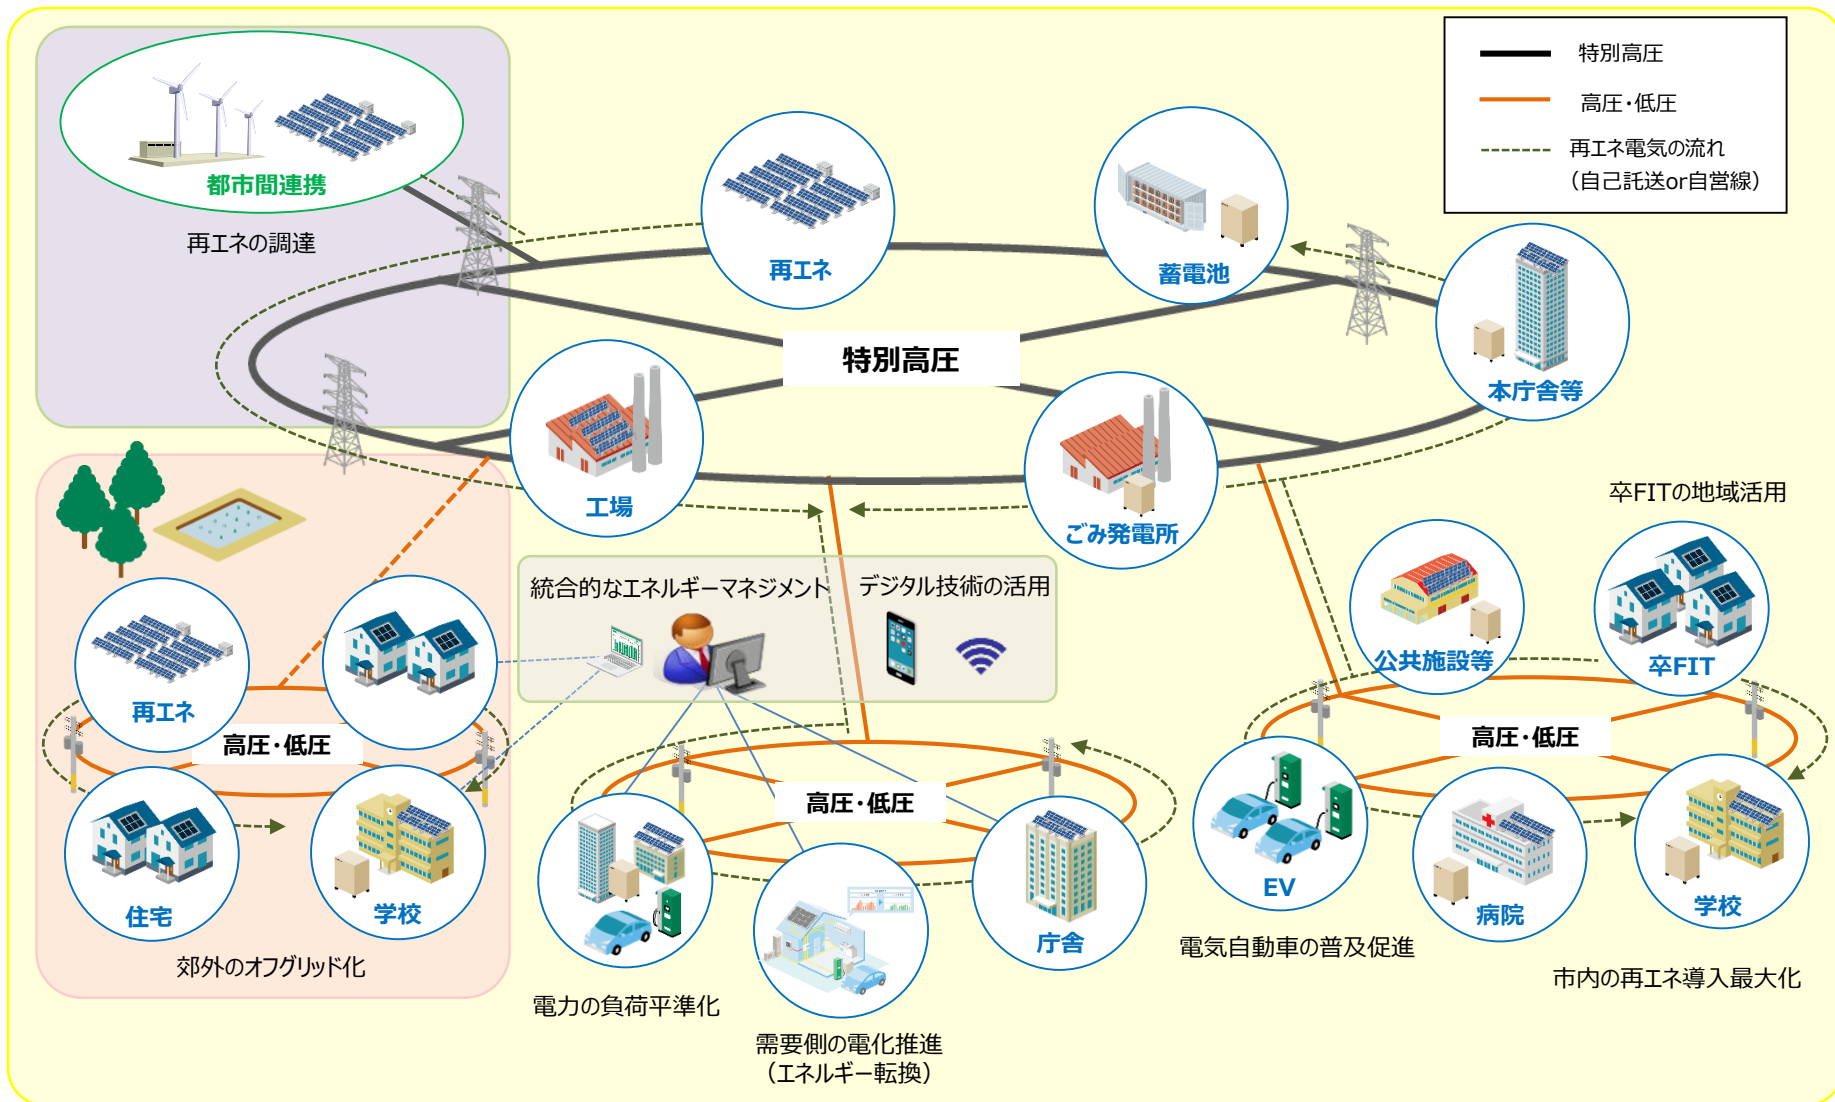 特別高圧
高圧・低圧
再エネ電気の流れ
（自己託送or自営線）
都市間連携
再エネの調達
再エネ
蓄電池
本庁舎等
特別高圧
工場
ごみ発電所
卒FITの地域活用
統合的なエネルギーマネジメント
デジタル技術の活用
公共施設等
卒FIT
再エネ
高圧・低圧
住宅
学校
郊外のオフグリッド化
高圧・低圧
庁舎
電力の負荷平準化
需要側の電化推進
（エネルギー転換）
高圧・低圧
EV
病院
学校
電気自動車の普及促進
市内の再エネ導入最大化